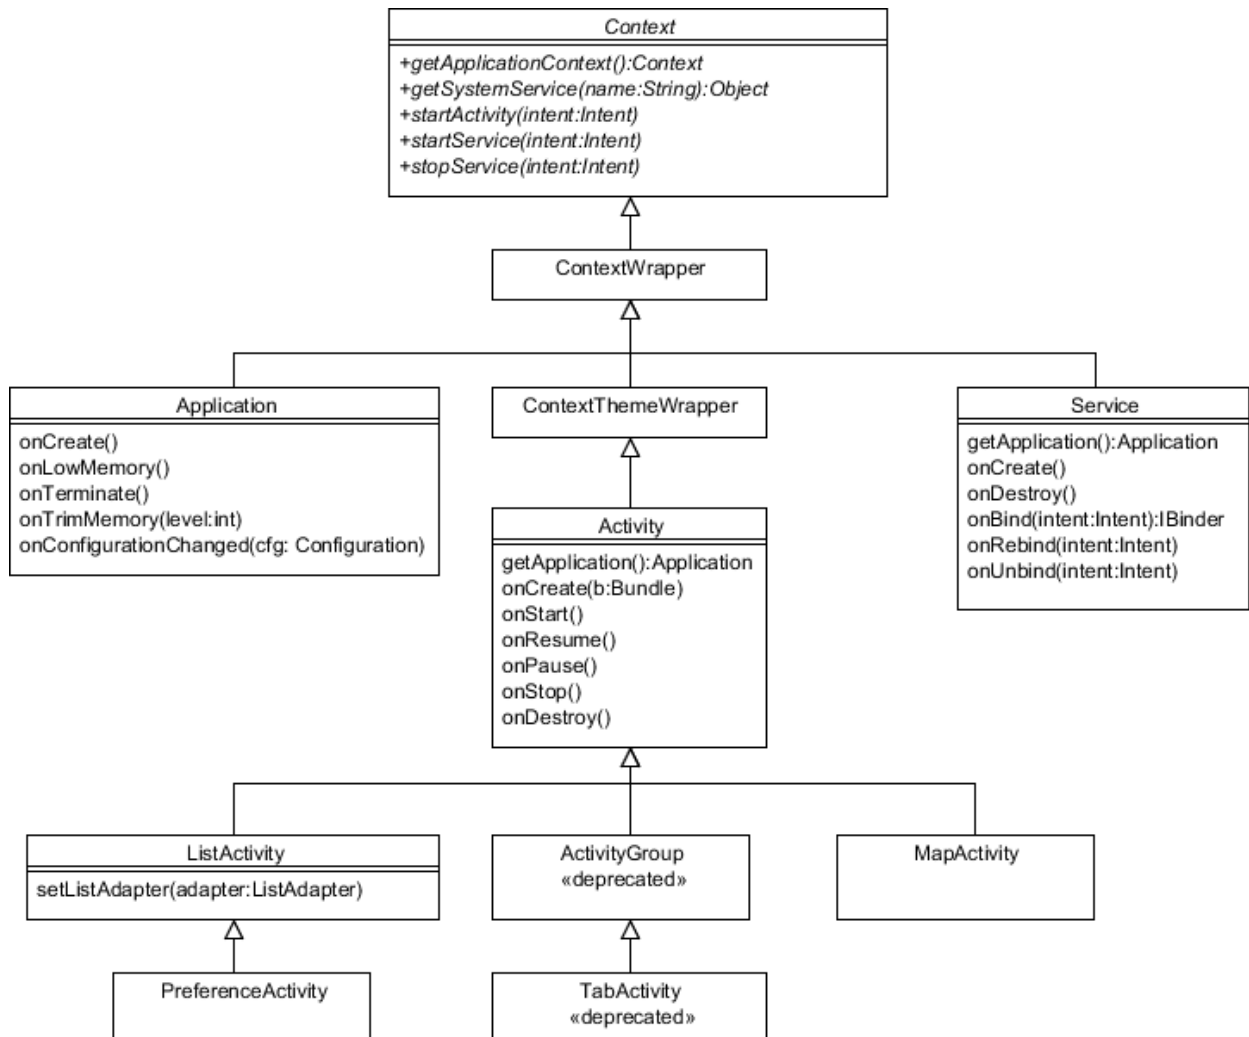 Context
+getApplicationContext():Context
+getSystemService(name:String):Object
+startActivity(intent:Intent)
+startService(intent:Intent)
+stopService(intent:Intent)
ContextWrapper
Application
onCreate()
onLowMemory()
onTerminate()
onTrimMemory(level:int)
onConfigurationChanged(cfg: Configuration)
ContextThemeWrapper
Service
getApplication():Application
onCreate()
onDestroy()
onBind(intent:Intent):IBinder
onRebind(intent:Intent)
onUnbind(intent:Intent)
Activity
getApplication():Application
onCreate(b:Bundle)
onStart()
onResume()
onPause()
onStop()
onDestroy()
ListActivity
setListAdapter(adapter:ListAdapter)
ActivityGroup
«deprecated»
MapActivity
PreferenceActivity
TabActivity
«deprecated»